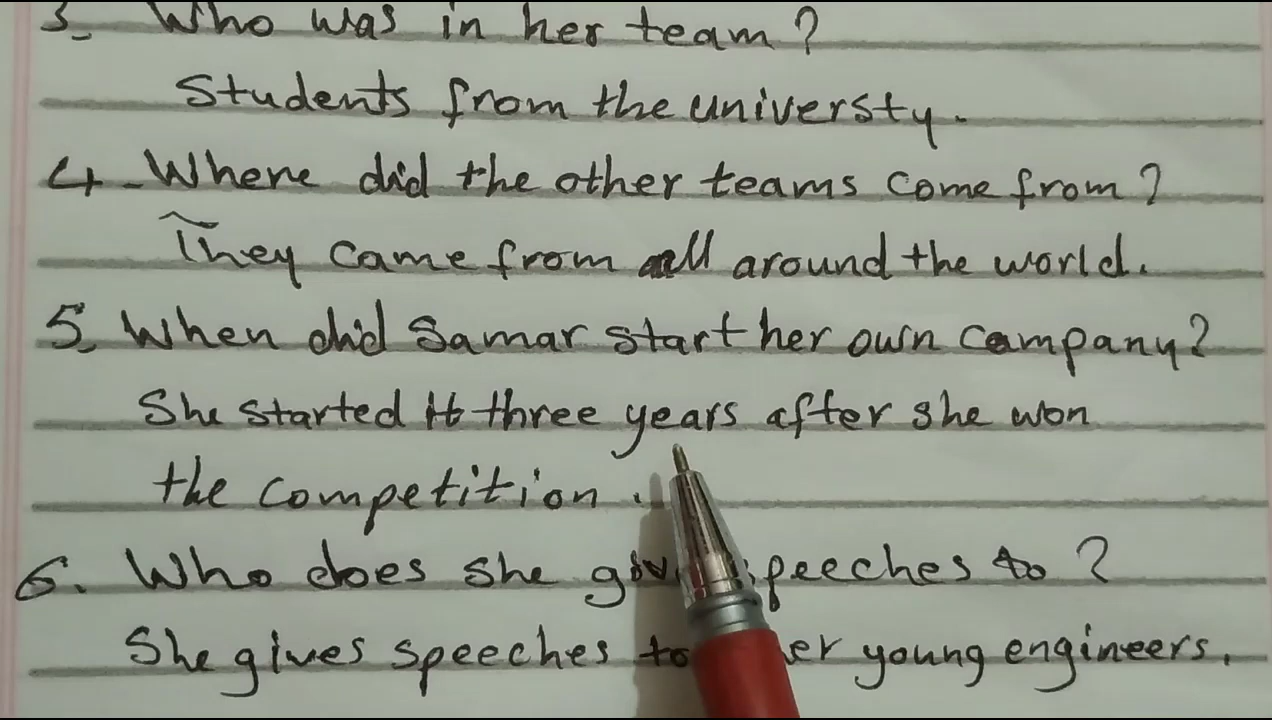 3. Who was in her team?
Students from the universty.
4. Where did the other teams come from?
They came from all around the world.
5. When did Samar start her own company?
She started it three years after she won
the competition.
6. Who does she speeches to?
She gives speeches to young engineers.